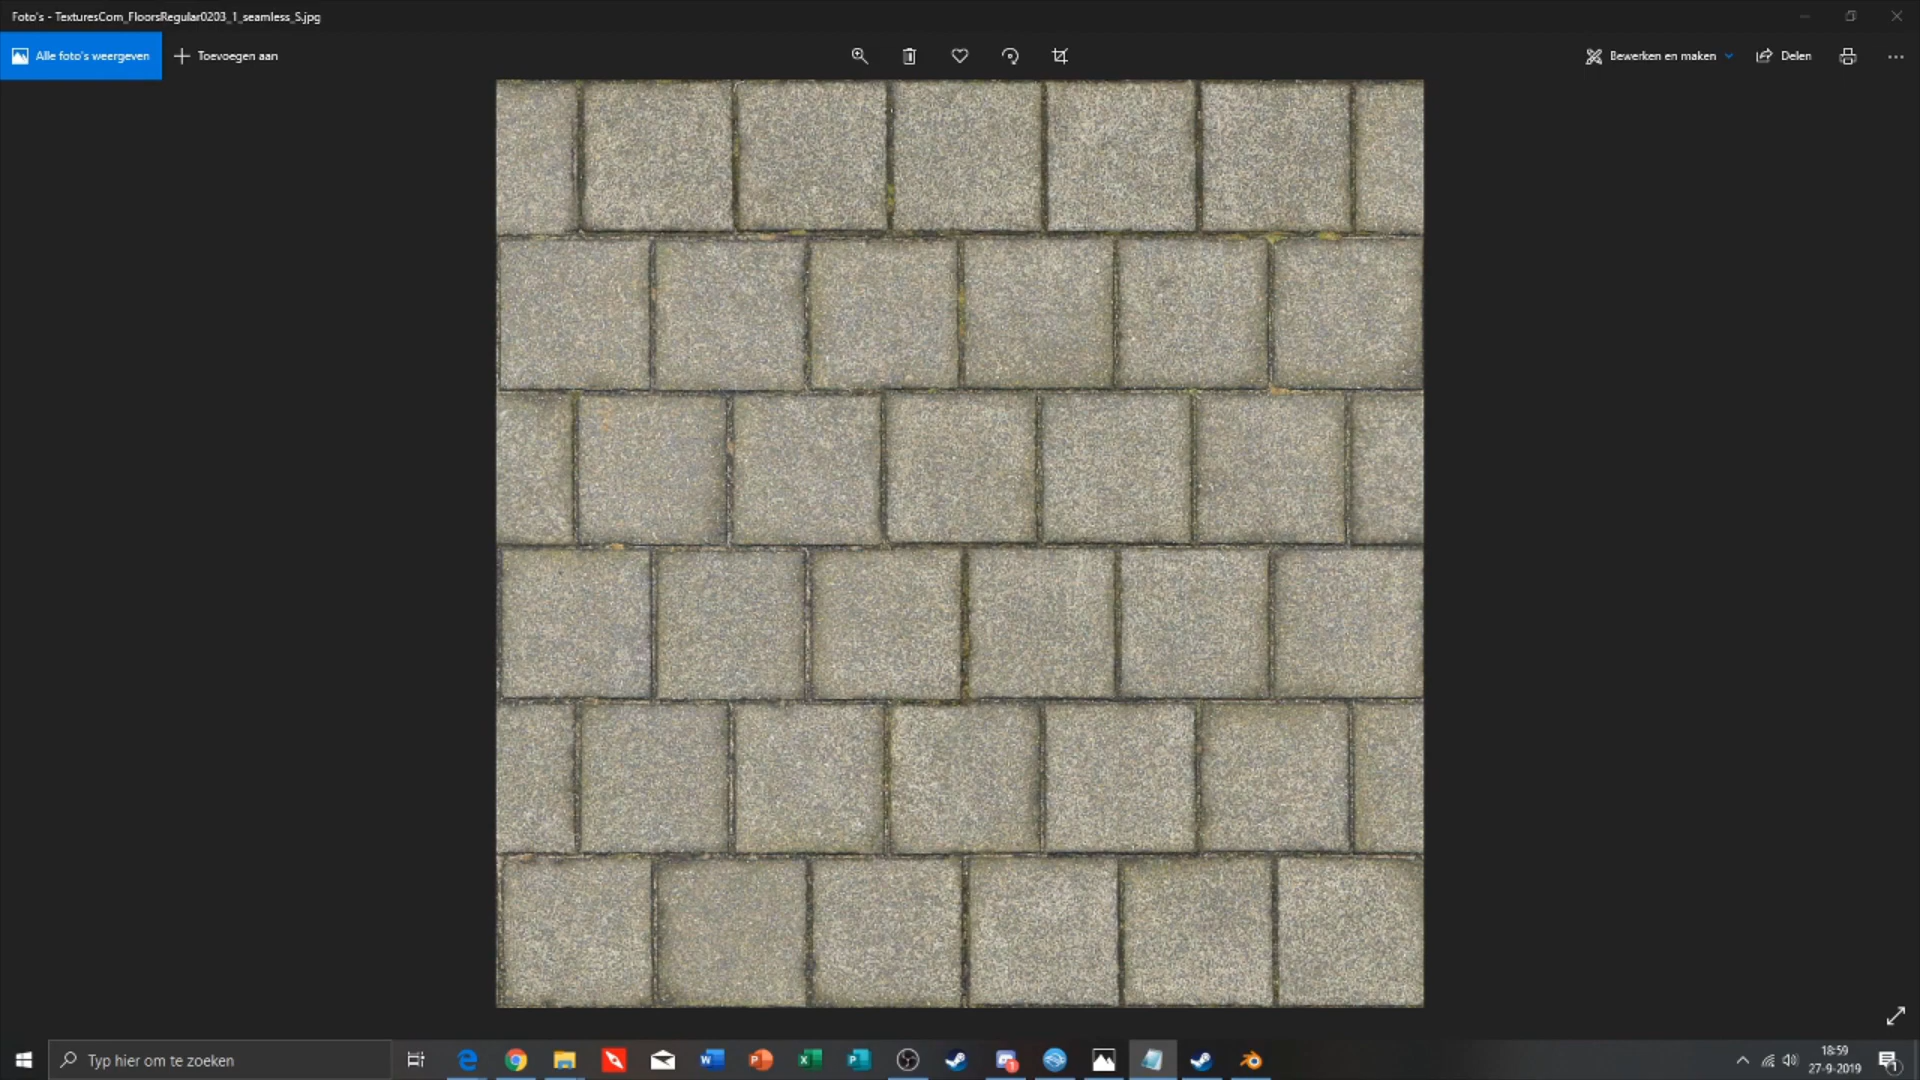 Foto's - TexturesCom_FloorsRegular0203_1_seamless_S.jpg
Alle foto's weergeven
Toevoegen aan
Bewerken en maken
Delen
Typ hier om te zoeken
18:59
27-9-2019